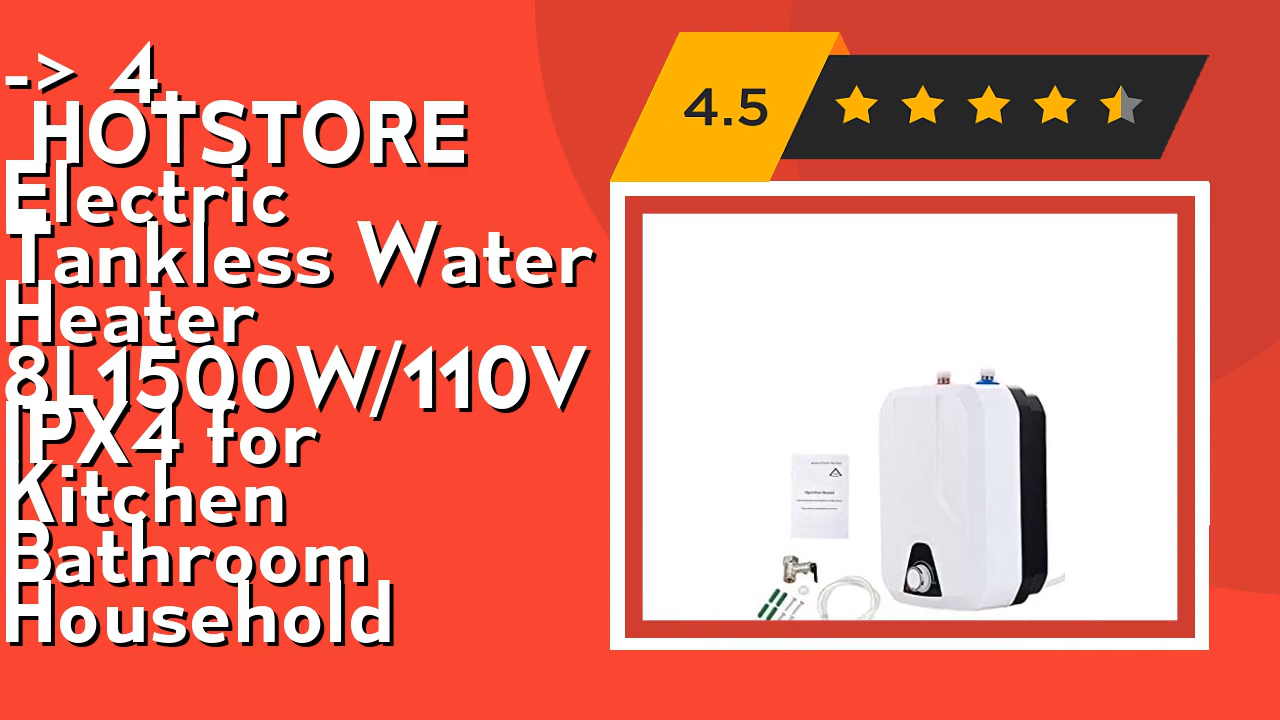 -> 4
HOTSTORE
Electric
Tankless Water
Heater
8L1500W/110V
IPX4 for
Kitchen
Bathroom
Household
4.5